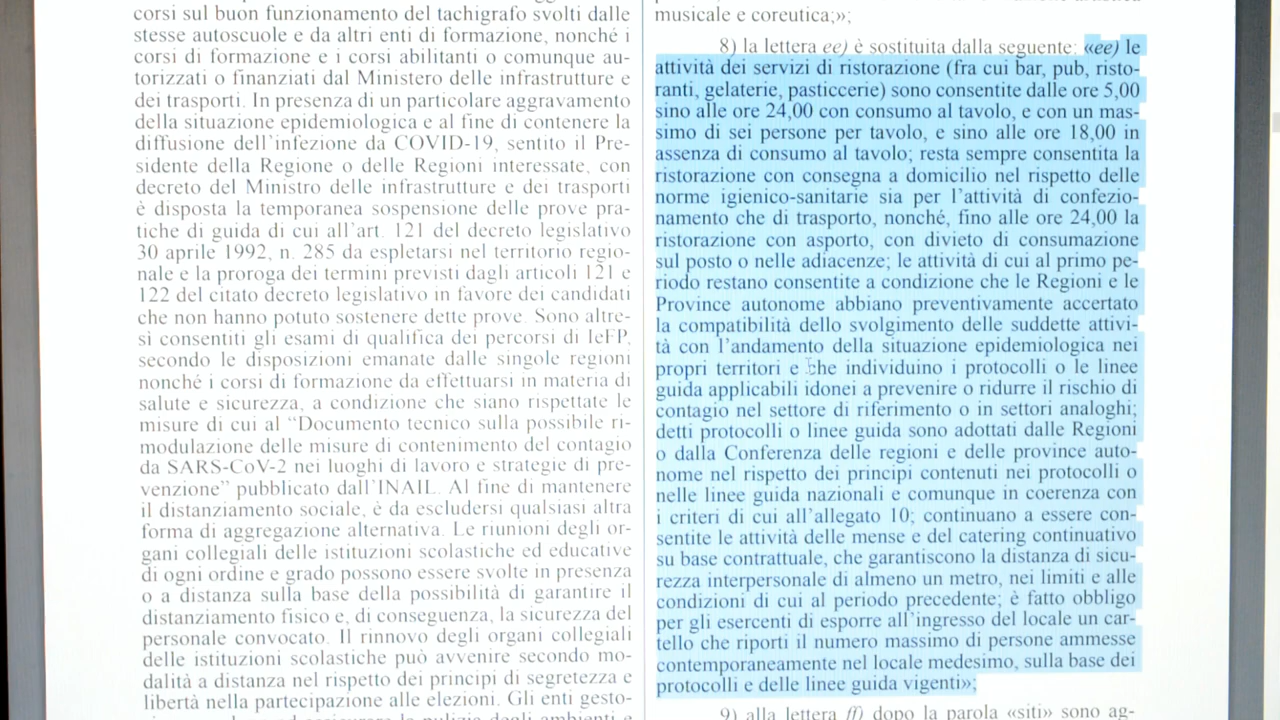 corsi sul buon funzionamento del tachigrafo svolti dalle
stesse autoscuole e da altri enti di formazione, nonché i
corsi di formazione e i corsi abilitanti o comunque au-
torizzati o finanziati dal Ministero delle infrastrutture e
dei trasporti. In presenza di un particolare aggravamento
della situazione epidemiologica e al fine di contenere la
diffusione dell'infezione da COVID-19, sentito il Pre-
sidente della Regione o delle Regioni interessate, con
decreto del Ministro delle infrastrutture e dei trasporti
è disposta la temporanea sospensione delle prove pra-
tiche di guida di cui all'art. 121 del decreto legislativo
30 aprile 1992, n. 285 da espletarsi nel territorio regio-
nale e la proroga dei termini previsti dagli articoli 121 e
122 del citato decreto legislativo in favore dei candidati
che non hanno potuto sostenere dette prove. Sono altre-
sì consentiti gli esami di qualifica dei percorsi di IeFP,
secondo le disposizioni emanate dalle singole regioni
nonché i corsi di formazione da effettuarsi in materia di
salute e sicurezza, a condizione che siano rispettate le
misure di cui al “Documento tecnico sulla possibile ri-
modulazione delle misure di contenimento del contagio
da SARS-CoV-2 nei luoghi di lavoro e strategie di pre-
venzione” pubblicato dall'INAIL. Al fine di mantenere
il distanziamento sociale, è da escludersi qualsiasi altra
forma di aggregazione alternativa. Le riunioni degli or-
gani collegiali delle istituzioni scolastiche ed educative
di ogni ordine e grado possono essere svolte in presenza
o a distanza sulla base della possibilità di garantire il
distanziamento fisico e, di conseguenza, la sicurezza del
personale convocato. Il rinnovo degli organi collegiali
delle istituzioni scolastiche può avvenire secondo mo-
dalità a distanza nel rispetto dei principi di segretezza e
libertà nella partecipazione alle elezioni. Gli enti gesto-
musicale e coreutica;»;
8) la lettera ee) è sostituita dalla seguente: «ee) le
attività dei servizi di ristorazione (fra cui bar, pub, risto-
ranti, gelaterie, pasticcerie) sono consentite dalle ore 5,00
sino alle ore 24,00 con consumo al tavolo, e con un mas-
simo di sei persone per tavolo, e sino alle ore 18,00 in
assenza di consumo al tavolo; resta sempre consentita la
ristorazione con consegna a domicilio nel rispetto delle
norme igienico-sanitarie sia per l'attività di confezio-
namento che di trasporto, nonché, fino alle ore 24,00 la
ristorazione con asporto, con divieto di consumazione
sul posto o nelle adiacenze; le attività di cui al primo pe-
riodo restano consentite a condizione che le Regioni e le
Province autonome abbiano preventivamente accertato
la compatibilità dello svolgimento delle suddette attivi-
tà con l'andamento della situazione epidemiologica nei
propri territori e che individuino i protocolli o le linee
guida applicabili idonei a prevenire o ridurre il rischio di
contagio nel settore di riferimento o in settori analoghi;
detti protocolli o linee guida sono adottati dalle Regioni
o dalla Conferenza delle regioni e delle province auto-
nome nel rispetto dei principi contenuti nei protocolli o
nelle linee guida nazionali e comunque in coerenza con
i criteri di cui all'allegato 10; continuano a essere con-
sentite le attività delle mense e del catering continuativo
su base contrattuale, che garantiscono la distanza di sicu-
rezza interpersonale di almeno un metro, nei limiti e alle
condizioni di cui al periodo precedente; è fatto obbligo
per gli esercenti di esporre all'ingresso del locale un car-
tello che riporti il numero massimo di persone ammesse
contemporaneamente nel locale medesimo, sulla base dei
protocolli e delle linee guida vigenti»;
9) alla lettera ff) dopo la parola «siti» sono ag-